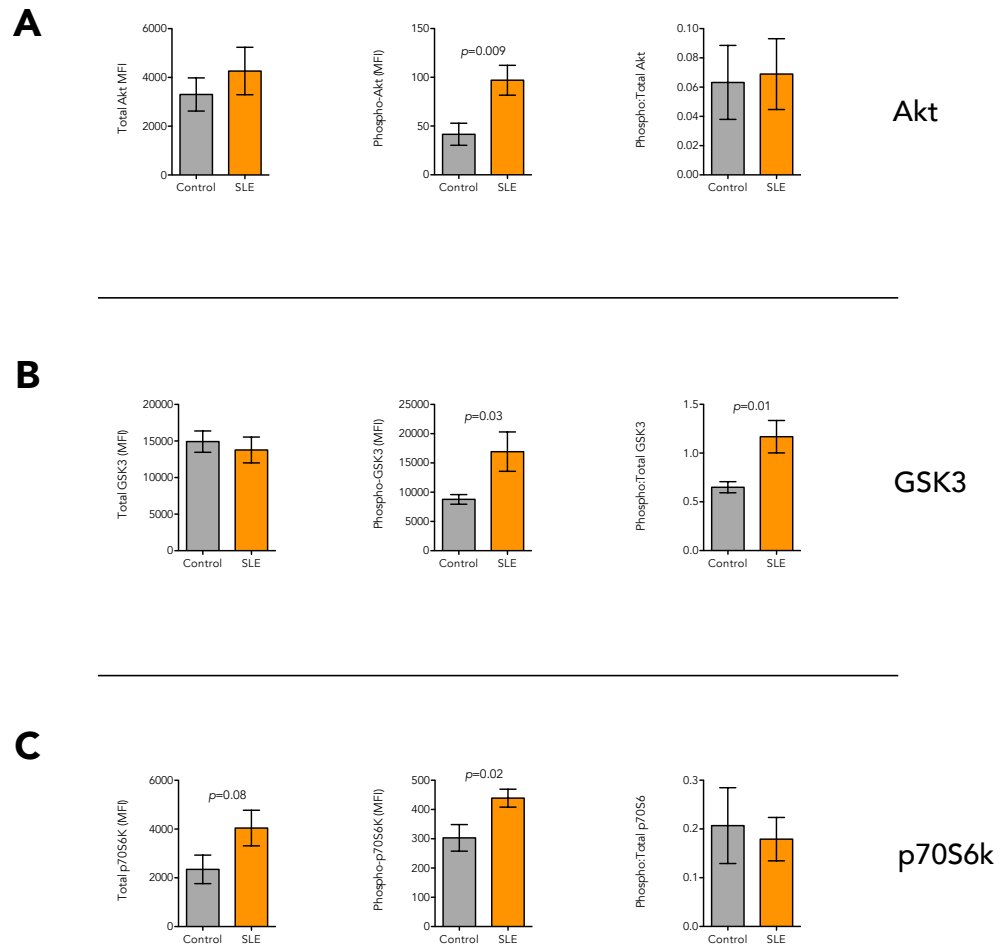 A
Total Akt MFI
6000
4000
2000
0
Control SLE
Phospho-Akt (MFI)
150
100
50
0
p=0.009
Control SLE
Phospho:Total Akt
0.10
0.08
0.06
0.04
0.02
0.00
Control SLE
Akt
B
Total GSK3 (MFI)
20000
15000
10000
5000
0
Control SLE
Phospho-GSK3 (MFI)
25000
20000
15000
10000
5000
0
p=0.03
Control SLE
Phospho:Total GSK3
1.5
1.0
0.5
0.0
p=0.01
Control SLE
GSK3
C
Total p70S6K (MFI)
6000
4000
2000
0
p=0.08
Control SLE
Phospho-p70S6K (MFI)
500
400
300
200
100
0
p=0.02
Control SLE
Phospho:Total p70S6
0.3
0.2
0.1
0.0
Control SLE
p70S6k